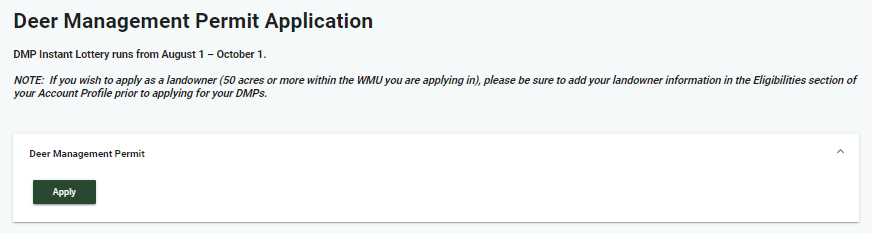 Deer Management Permit Application
DMP Instant Lottery runs from August 1 – October 1.
NOTE:  If you wish to apply as a landowner (50 acres or more within the WMU you are applying in), please be sure to add your landowner information in the Eligibilities section of
your Account Profile prior to applying for your DMPs.
Deer Management Permit
Apply